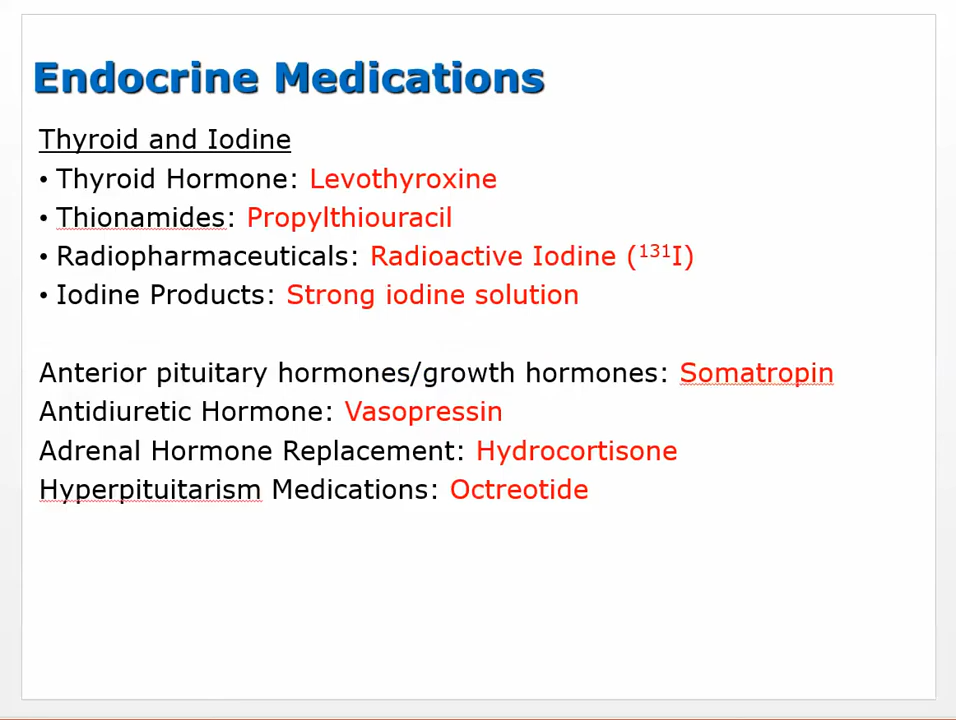 Endocrine Medications
Thyroid and Iodine
• Thyroid Hormone: Levothyroxine
• Thionamides: Propylthiouracil
• Radiopharmaceuticals: Radioactive Iodine (¹³¹I)
• Iodine Products: Strong iodine solution
Anterior pituitary hormones/growth hormones: Somatropin
Antidiuretic Hormone: Vasopressin
Adrenal Hormone Replacement: Hydrocortisone
Hyperpituitarism Medications: Octreotide